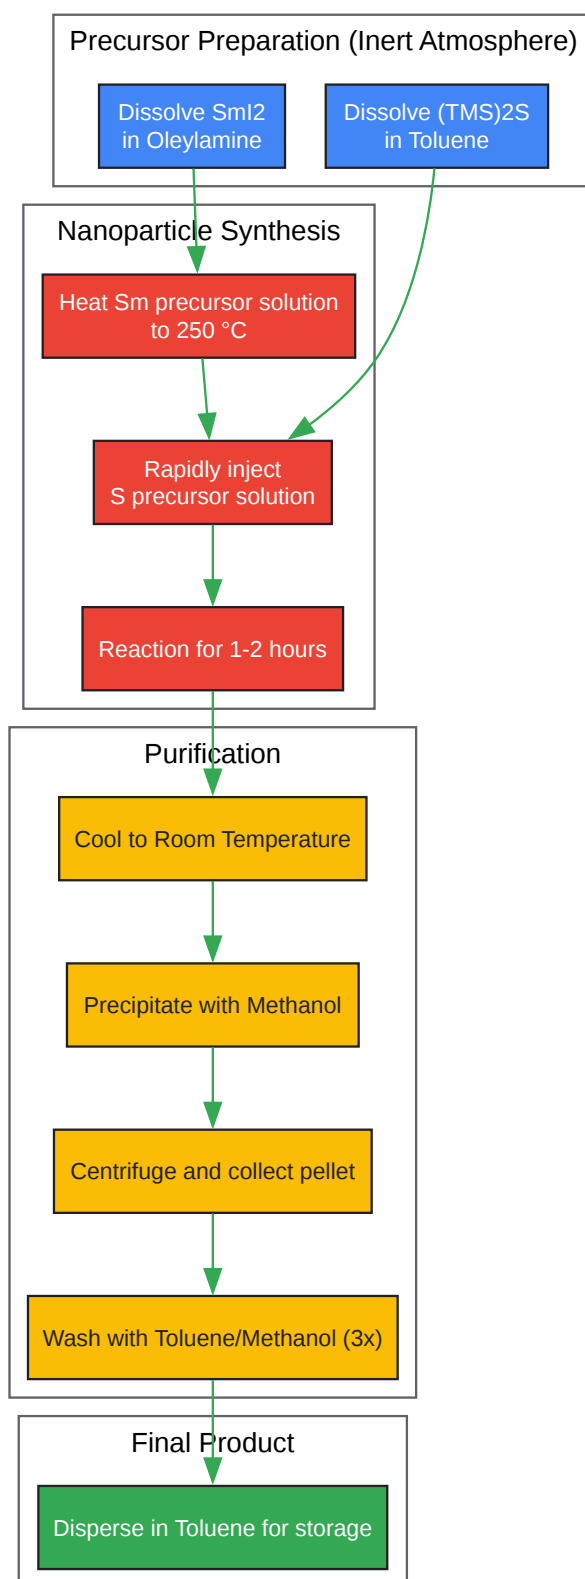 Precursor Preparation (Inert Atmosphere)
Dissolve SmI2
in Oleylamine
Dissolve (TMS)2S
in Toluene
Nanoparticle Synthesis
Heat Sm precursor solution
to 250 °C
Rapidly inject
S precursor solution
Reaction for 1-2 hours
Purification
Cool to Room Temperature
Precipitate with Methanol
Centrifuge and collect pellet
Wash with Toluene/Methanol (3x)
Final Product
Disperse in Toluene for storage